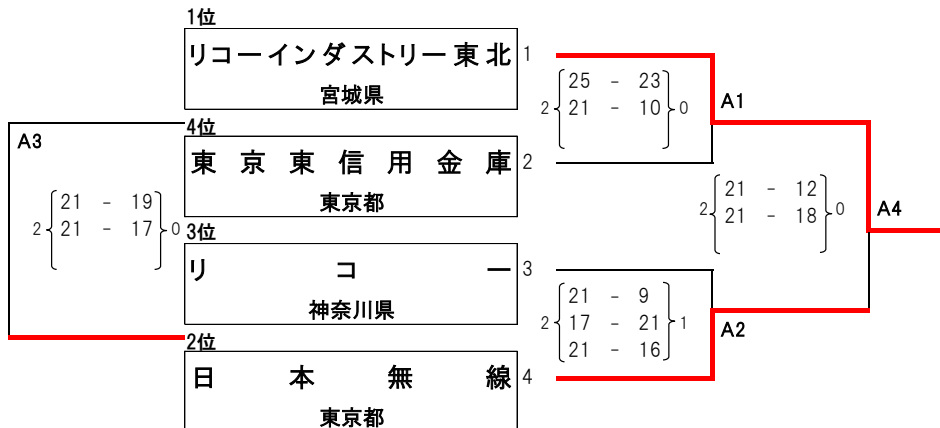 1位
リコーインダストリー東北 1
宮城県
25 - 23
2 21 - 10 0
A1
4位
東京東信用金庫 2
東京都
A3
21 - 19
2 21 - 17 0
21 - 12
2 21 - 18 0
A4
3位
リコー 3
神奈川県
21 - 9
2 17 - 21 1
21 - 16
A2
2位
日本無線 4
東京都